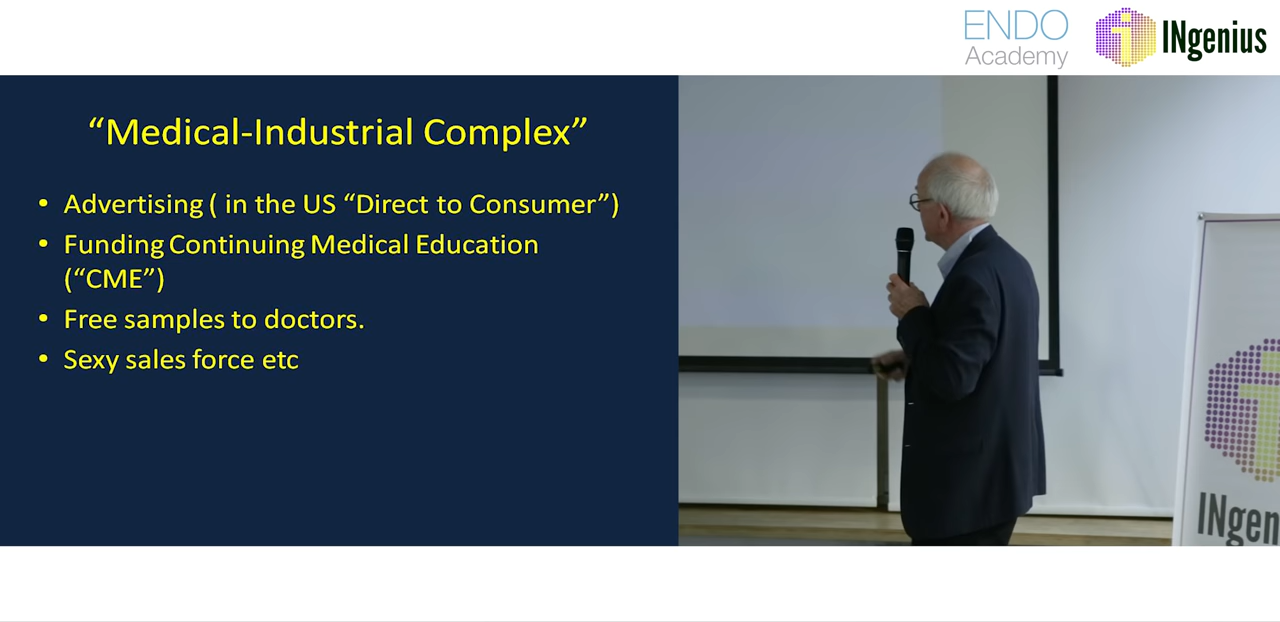 ENDO
Academy
INgenius
“Medical-Industrial Complex”
• Advertising ( in the US “Direct to Consumer”)
• Funding Continuing Medical Education
(“CME”)
• Free samples to doctors.
• Sexy sales force etc
INgen